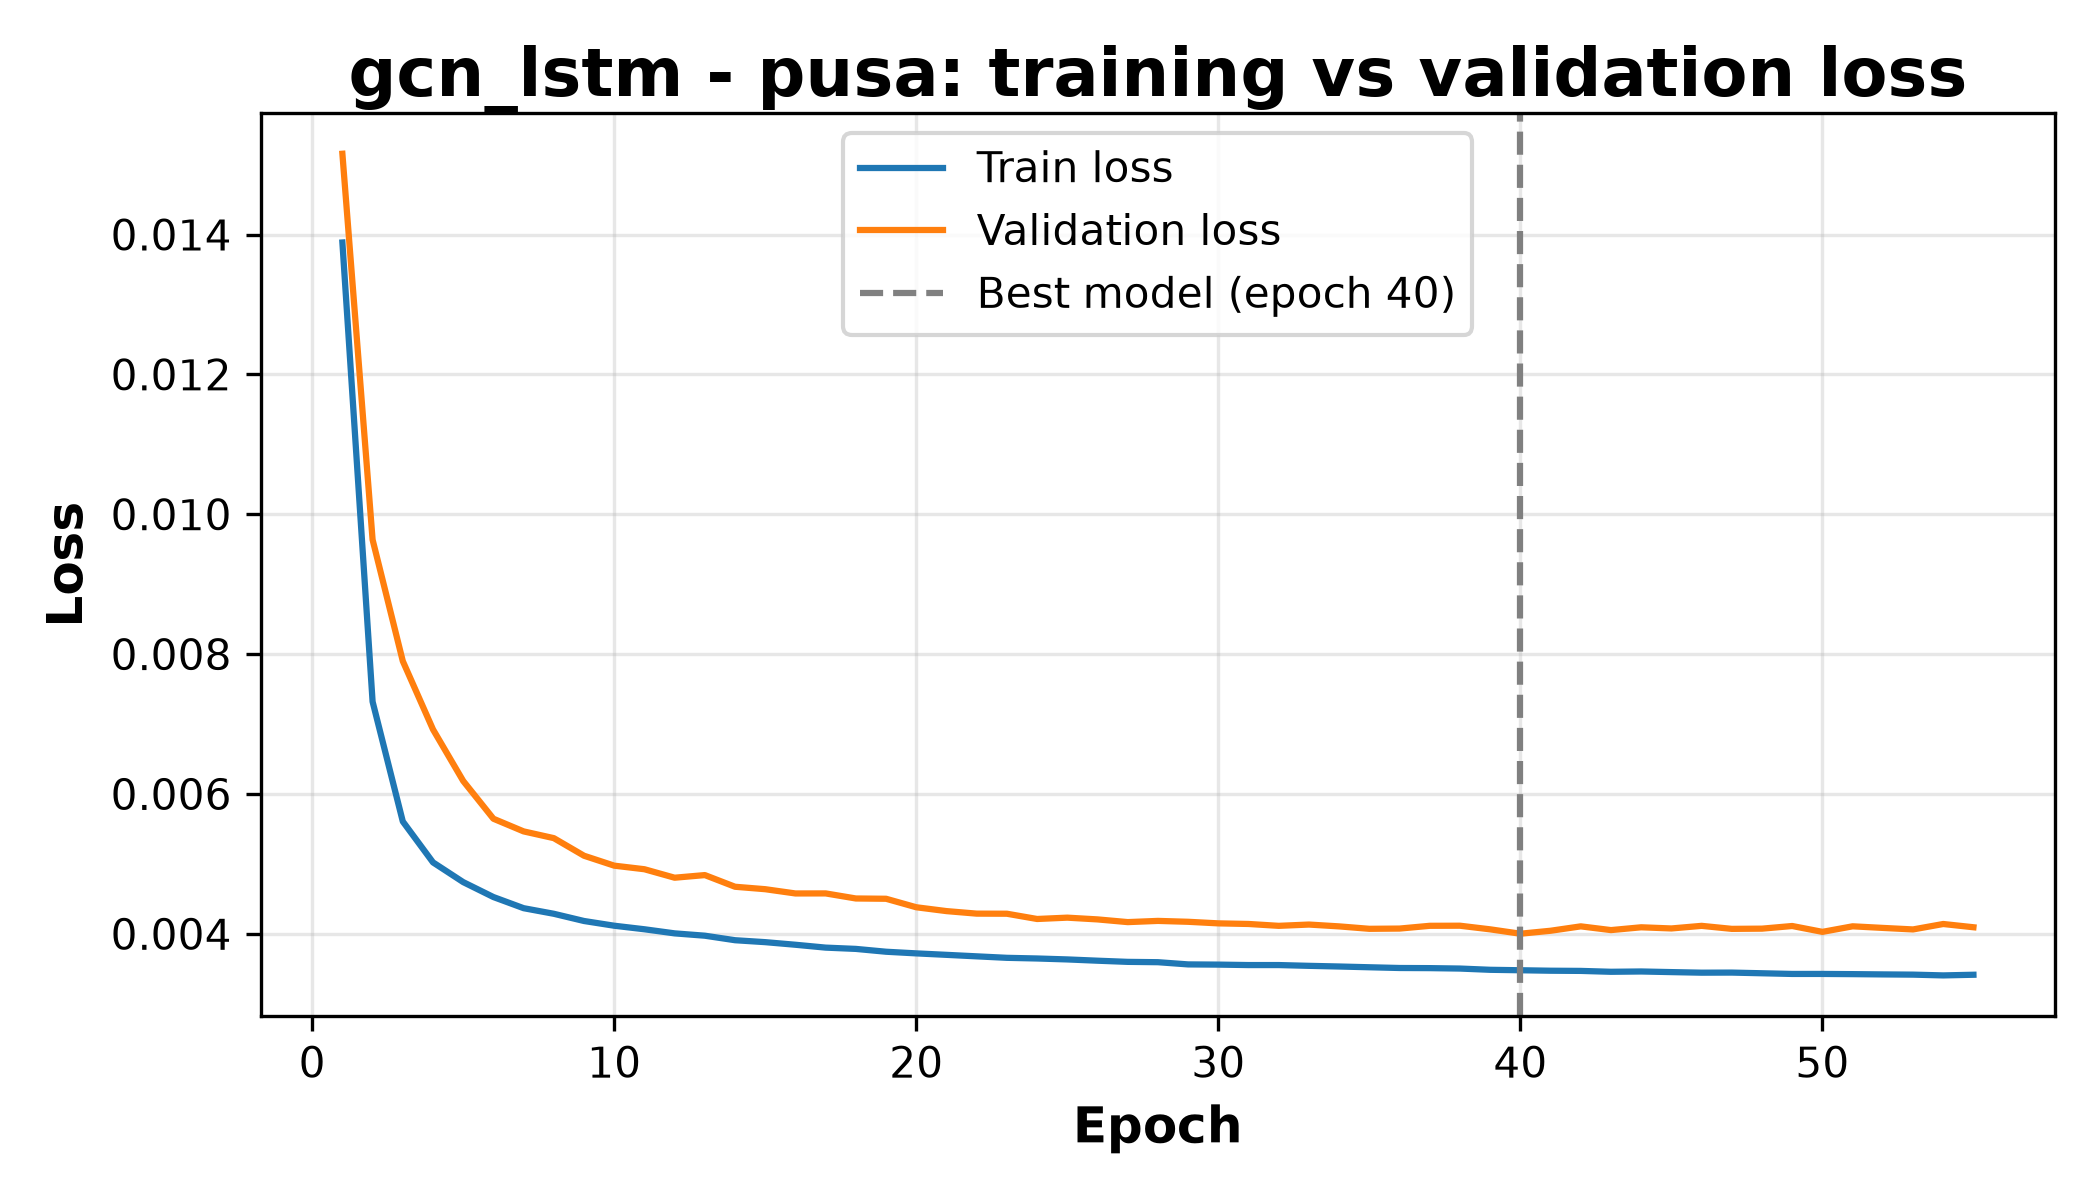 gcn_lstm - pusa: training vs validation loss
Train loss
Validation loss
Best model (epoch 40)
Loss
0.014
0.012
0.010
0.008
0.006
0.004
0 10 20 30 40 50
Epoch